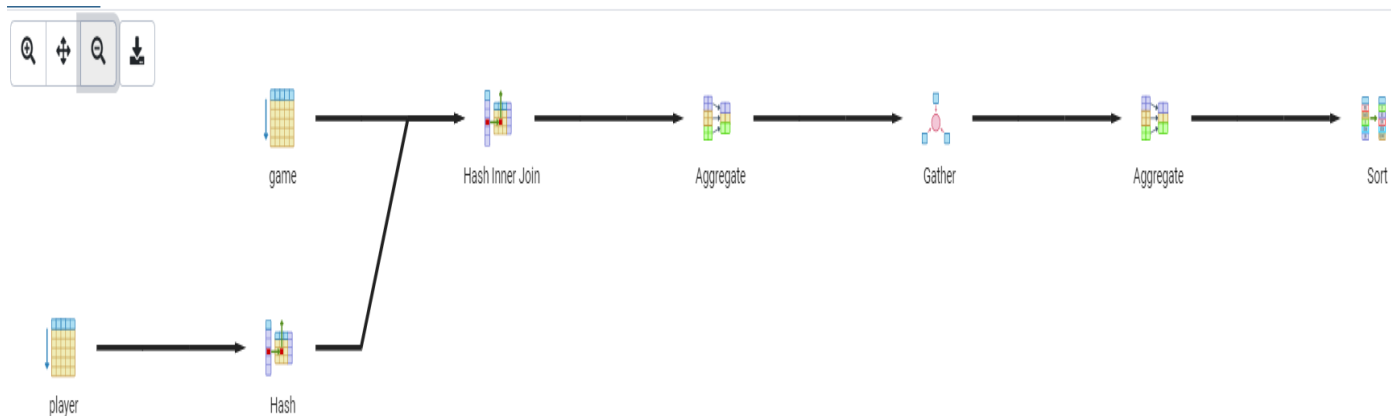 game
Hash Inner Join
Aggregate
Gather
Aggregate
Sort
player
Hash